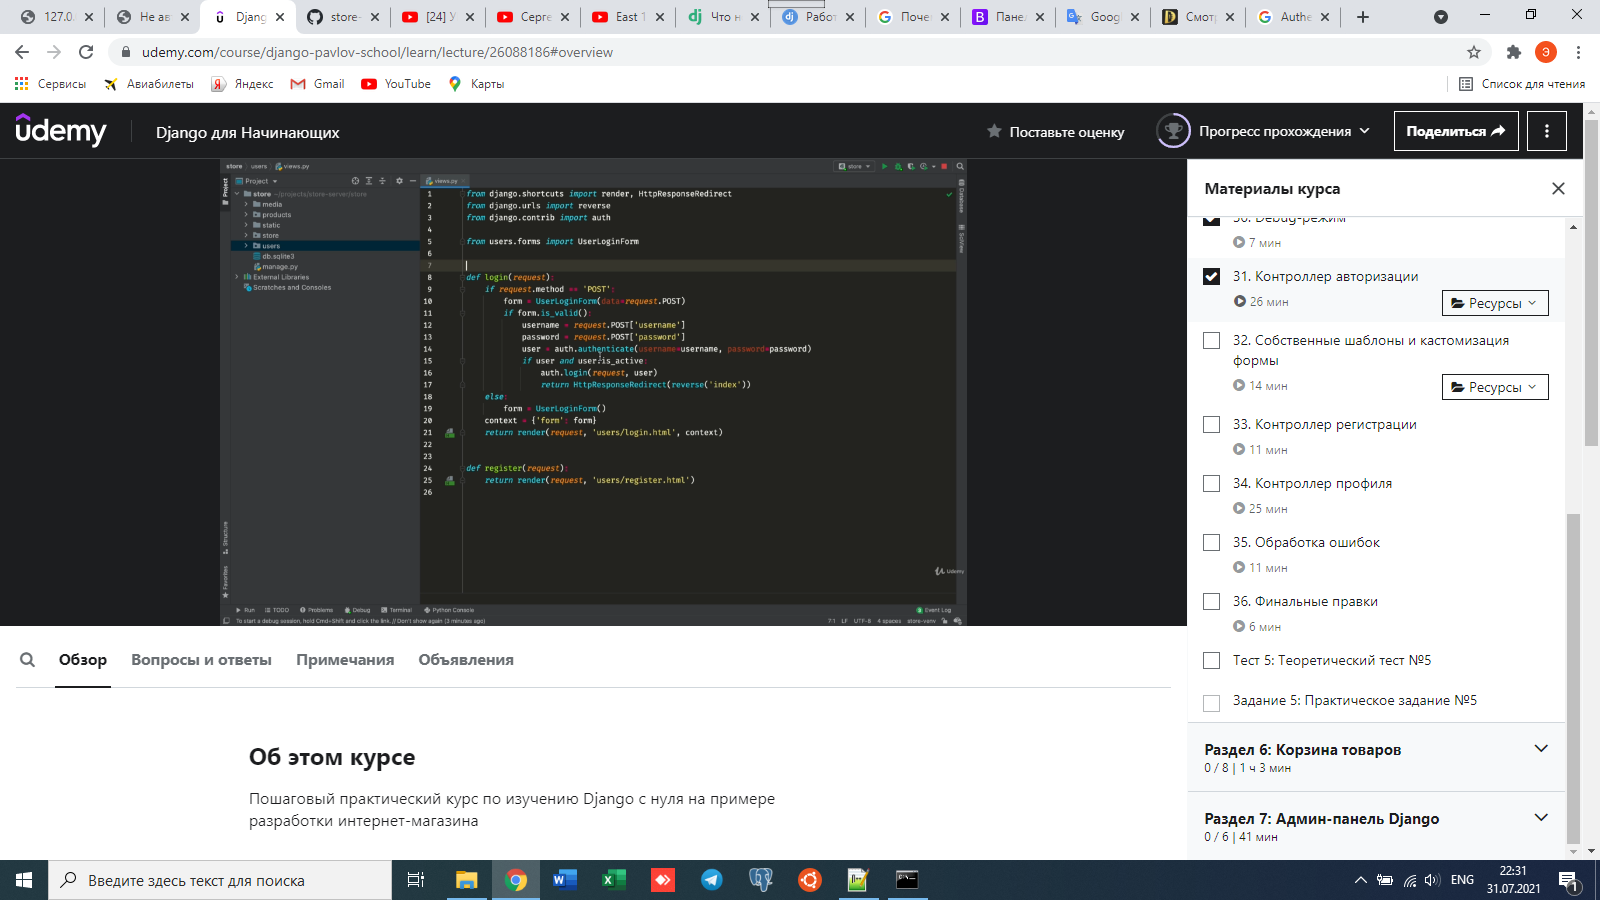 127.0.
Не ав
Djang
store-
[24] У
Серге
East 1
Что н
Рабо
Поче
Пане
Goog
Смот
Authe
udemy.com/course/django-pavlov-school/learn/lecture/26088186#overview
Э
Сервисы
Авиабилеты
Яндекс
Gmail
YouTube
Карты
Список для чтения
ûdemy
Django для Начинающих
Поставьте оценку
Прогресс прохождения
Поделиться
store users views.py
store
Project
store ~/projects/store-server/store
media
products
static
store
users
db.sqlite3
manage.py
External Libraries
Scratches and Consoles
Project
Structure
Favorites
Database
SciView
views.py
1 from django.shortcuts import render, HttpResponseRedirect
2 from django.urls import reverse
3 from django.contrib import auth
4
5 from users.forms import UserLoginForm
6
7
8 def login(request):
9 if request.method == 'POST':
10 form = UserLoginForm(data=request.POST)
11 if form.is_valid():
12 username = request.POST['username']
13 password = request.POST['password']
14 user = auth.authenticate(username=username, password=password)
15 if user and user.is_active:
16 auth.login(request, user)
17 return HttpResponseRedirect(reverse('index'))
18 else:
19 form = UserLoginForm()
20 context = {'form': form}
21 return render(request, 'users/login.html', context)
22
23
24 def register(request):
25 return render(request, 'users/register.html')
26
Udemy
Run
TODO
Problems
Debug
Terminal
Python Console
Event Log
To start a debug session, hold Cmd+Shift and click the link. // Don't show again (3 minutes ago)
7:1 LF UTF-8 4 spaces store-venv
Материалы курса
30. Debug-режим
7 мин
31. Контроллер авторизации
26 мин
Ресурсы
32. Собственные шаблоны и кастомизация
формы
14 мин
Ресурсы
33. Контроллер регистрации
11 мин
34. Контроллер профиля
25 мин
35. Обработка ошибок
11 мин
36. Финальные правки
6 мин
Тест 5: Теоретический тест №5
Задание 5: Практическое задание №5
Раздел 6: Корзина товаров
0 / 8 | 1 ч 3 мин
Раздел 7: Админ-панель Django
0 / 6 | 41 мин
Обзор
Вопросы и ответы
Примечания
Объявления
Об этом курсе
Пошаговый практический курс по изучению Django с нуля на примере
разработки интернет-магазина
Введите здесь текст для поиска
ENG
22:31
31.07.2021
1